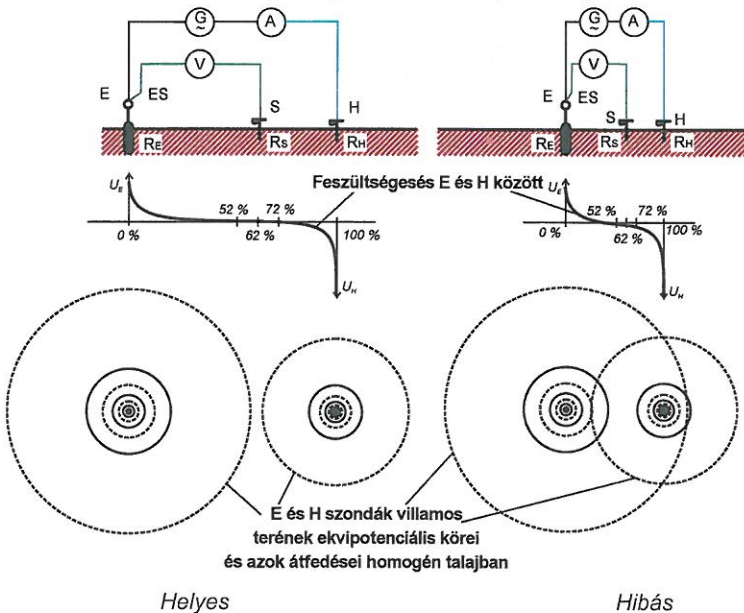 G
~
A
V
E
ES
S
H
RE
RS
RH
G
~
A
V
E
ES
S
H
RE
RS
RH
UE
Feszültségesés E és H között
52 %
72 %
0 %
62 %
100 %
UH
UE
52 %
72 %
0 %
62 %
100 %
UH
E és H szondák villamos
terének ekvipotenciális körei
és azok átfedései homogén talajban
Helyes
Hibás